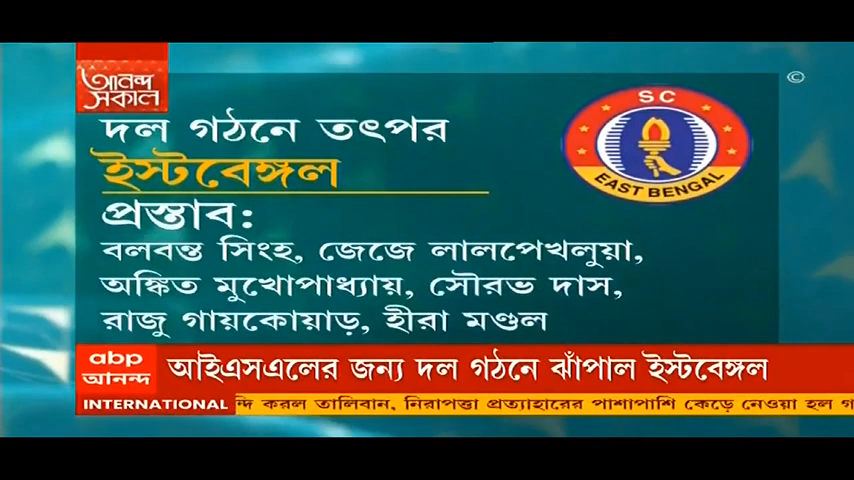 আনন্দ
সকাল
©
দল গঠনে তৎপর
ইস্টবেঙ্গল
প্রস্তাব:
বলবন্ত সিংহ, জেজে লালপেখলুয়া,
অঙ্কিত মুখোপাধ্যায়, সৌরভ দাস,
রাজু গায়কোয়াড়, হীরা মণ্ডল
SC
EAST BENGAL
abp
আনন্দ
আইএসএলের জন্য দল গঠনে ঝাঁপাল ইস্টবেঙ্গল
INTERNATIONAL
ন্দি করল তালিবান, নিরাপত্তা প্রত্যাহারের পাশাপাশি কেড়ে নেওয়া হল গ